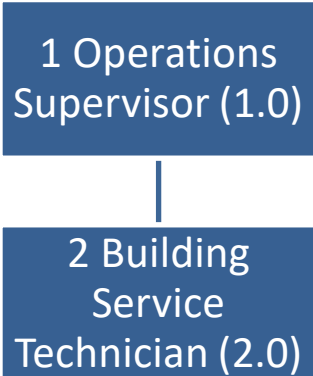 1 Operations
Supervisor (1.0)
2 Building
Service
Technician (2.0)